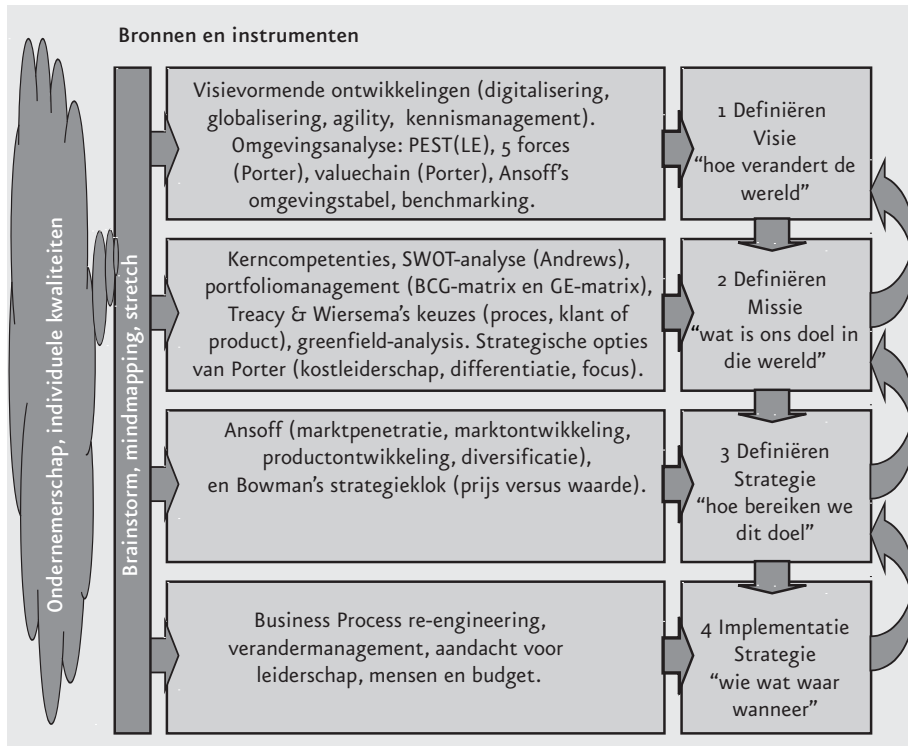 Bronnen en instrumenten
Ondernemerschap, individuele kwaliteiten
Brainstorm, mindmapping, stretch
Visievormende ontwikkelingen (digitalisering,
globalisering, agility, kennismanagement).
Omgevingsanalyse: PEST(LE), 5 forces
(Porter), valuechain (Porter), Ansoff’s
omgevingstabel, benchmarking.
1 Definiëren
Visie
“hoe verandert de
wereld”
Kerncompetenties, SWOT-analyse (Andrews),
portfoliomanagement (BCG-matrix en GE-matrix),
Treacy & Wiersema’s keuzes (proces, klant of
product), greenfield-analysis. Strategische opties
van Porter (kostleiderschap, differentiatie, focus).
2 Definiëren
Missie
“wat is ons doel in
die wereld”
Ansoff (marktpenetratie, marktontwikkeling,
productontwikkeling, diversificatie),
en Bowman’s strategieklok (prijs versus waarde).
3 Definiëren
Strategie
“hoe bereiken we
dit doel”
Business Process re-engineering,
verandermanagement, aandacht voor
leiderschap, mensen en budget.
4 Implementatie
Strategie
“wie wat waar
wanneer”